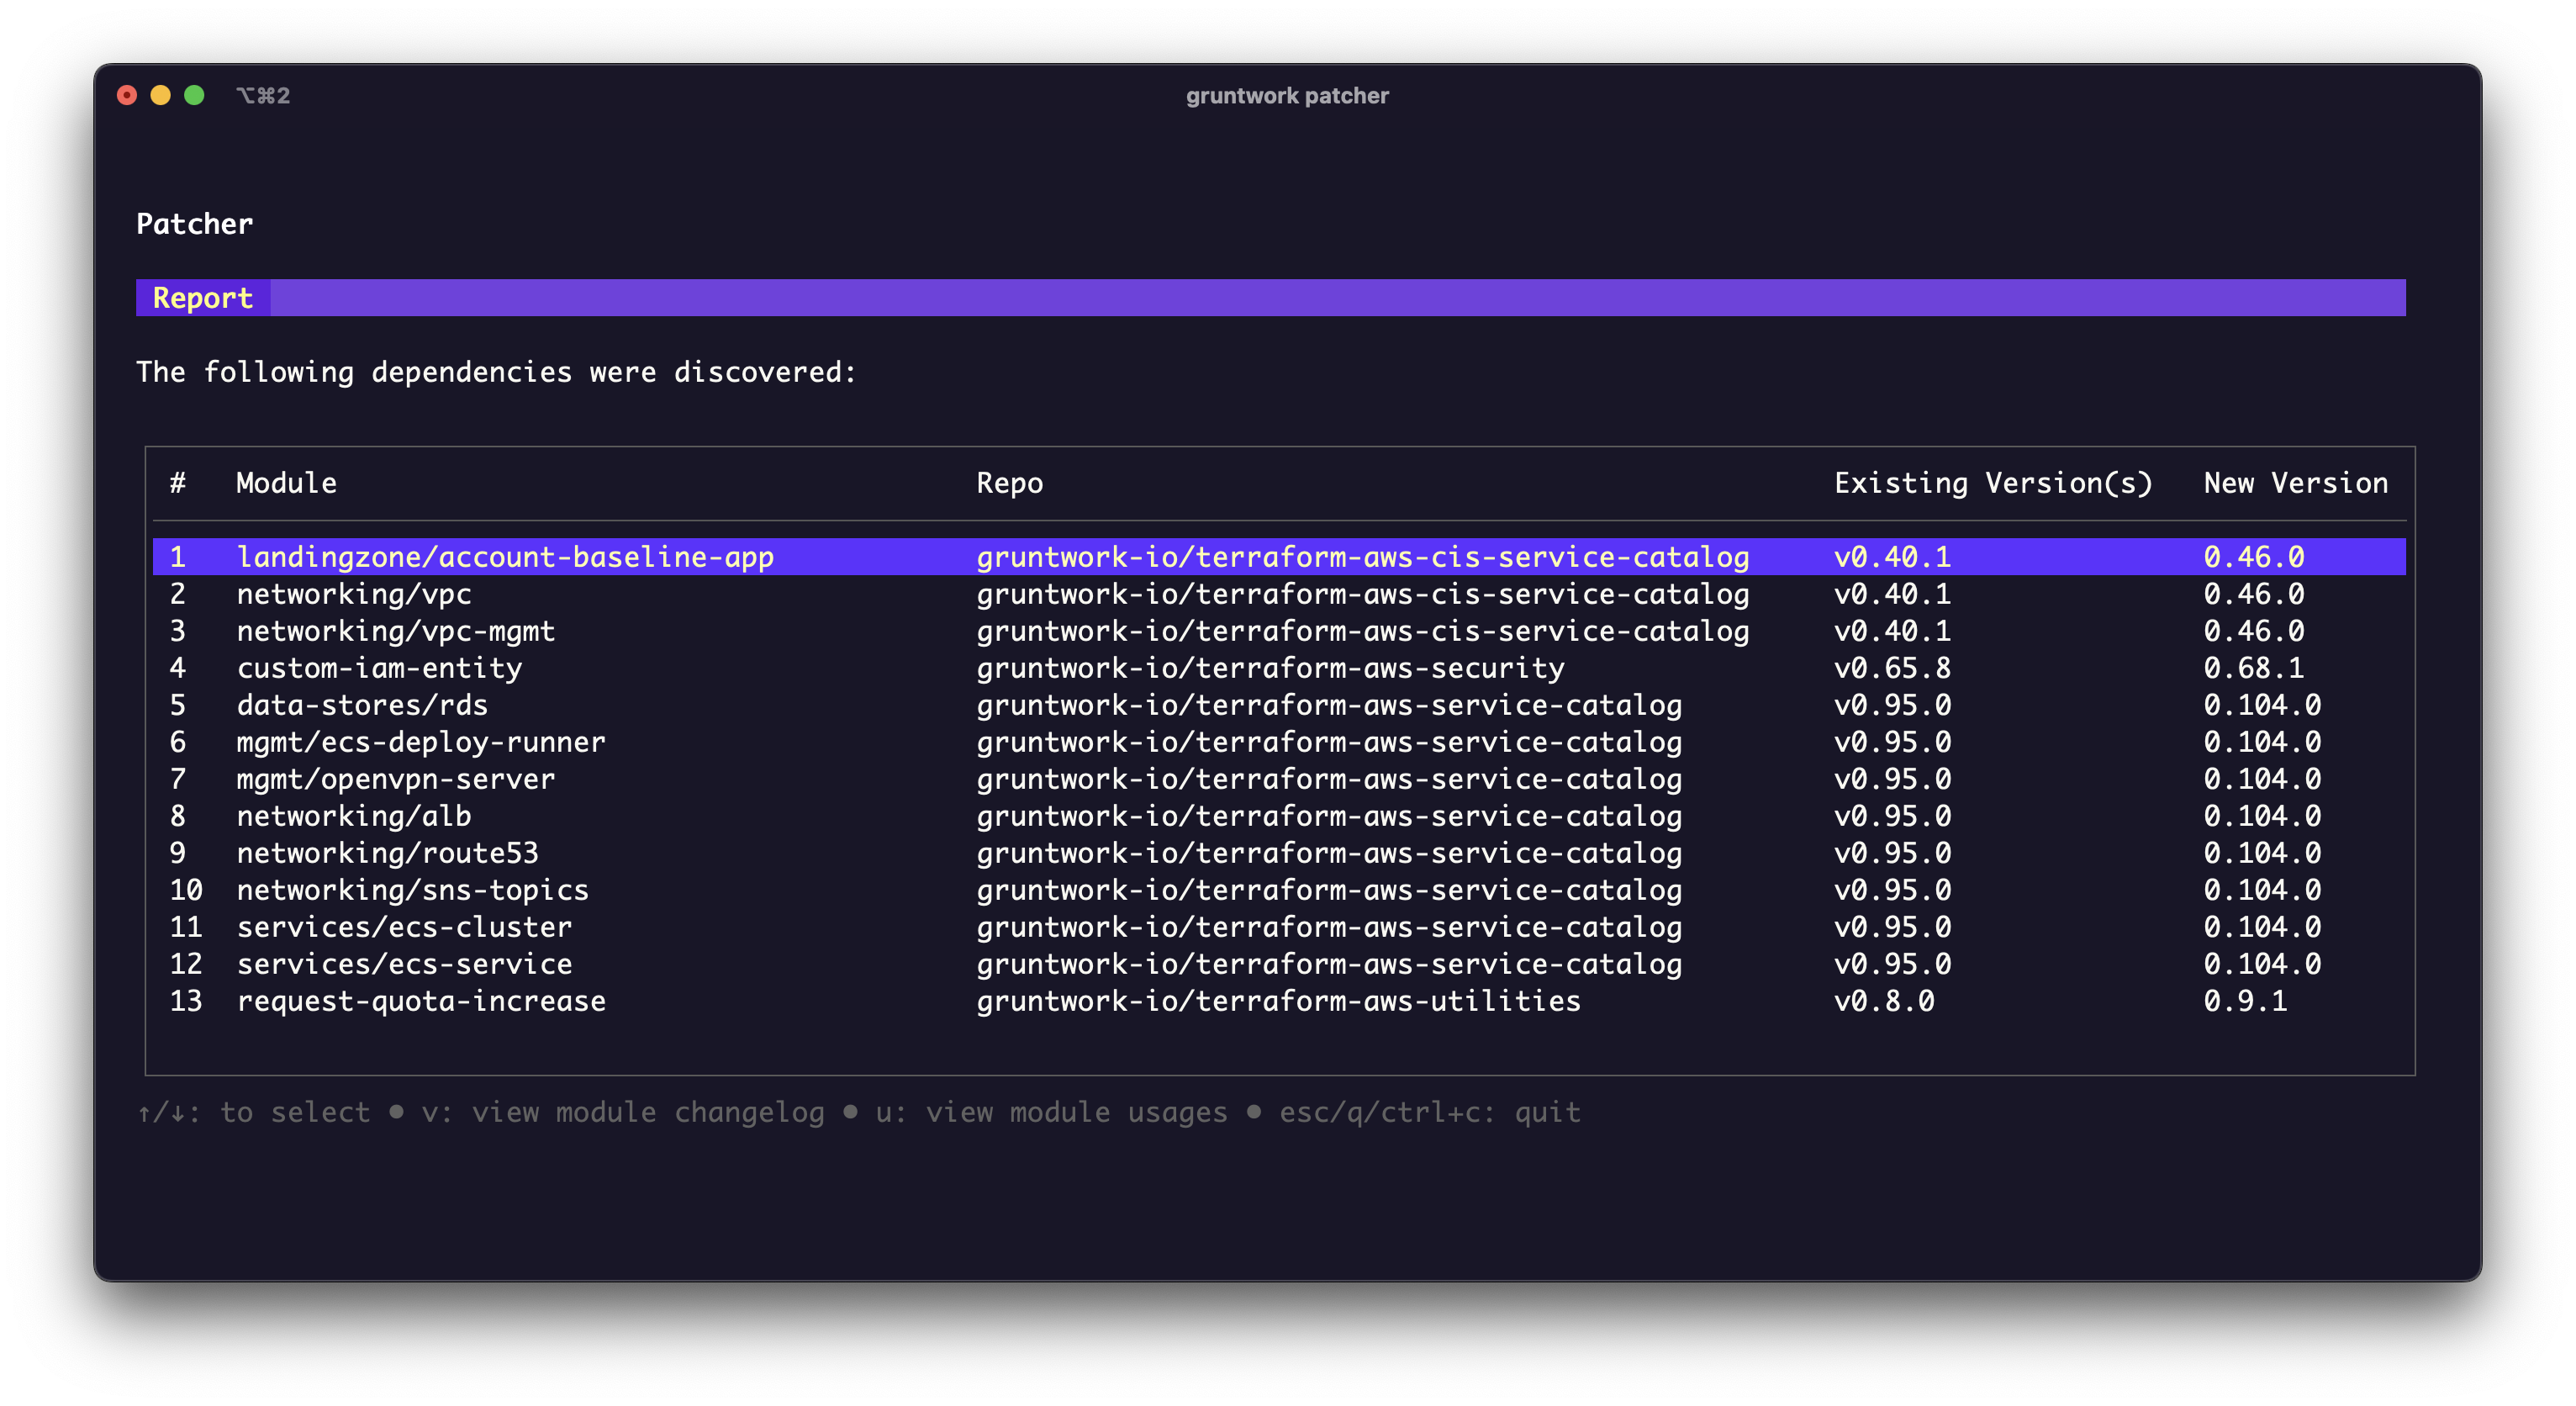 ⌥⌘2 gruntwork patcher
Patcher
Report
The following dependencies were discovered:
# Module Repo Existing Version(s) New Version
1 landingzone/account-baseline-app gruntwork-io/terraform-aws-cis-service-catalog v0.40.1 0.46.0
2 networking/vpc gruntwork-io/terraform-aws-cis-service-catalog v0.40.1 0.46.0
3 networking/vpc-mgmt gruntwork-io/terraform-aws-cis-service-catalog v0.40.1 0.46.0
4 custom-iam-entity gruntwork-io/terraform-aws-security v0.65.8 0.68.1
5 data-stores/rds gruntwork-io/terraform-aws-service-catalog v0.95.0 0.104.0
6 mgmt/ecs-deploy-runner gruntwork-io/terraform-aws-service-catalog v0.95.0 0.104.0
7 mgmt/openvpn-server gruntwork-io/terraform-aws-service-catalog v0.95.0 0.104.0
8 networking/alb gruntwork-io/terraform-aws-service-catalog v0.95.0 0.104.0
9 networking/route53 gruntwork-io/terraform-aws-service-catalog v0.95.0 0.104.0
10 networking/sns-topics gruntwork-io/terraform-aws-service-catalog v0.95.0 0.104.0
11 services/ecs-cluster gruntwork-io/terraform-aws-service-catalog v0.95.0 0.104.0
12 services/ecs-service gruntwork-io/terraform-aws-service-catalog v0.95.0 0.104.0
13 request-quota-increase gruntwork-io/terraform-aws-utilities v0.8.0 0.9.1
↑/↓: to select • v: view module changelog • u: view module usages • esc/q/ctrl+c: quit